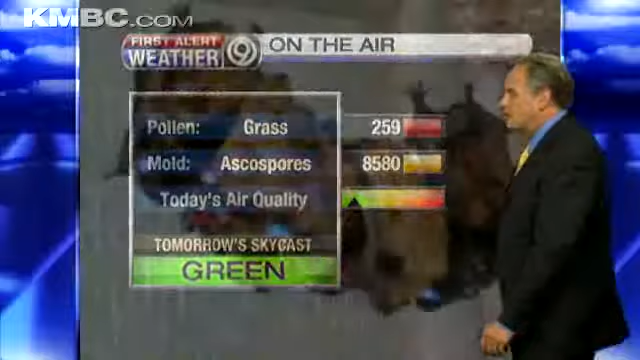 KMBC.COM
FIRST ALERT
WEATHER 9
ON THE AIR
Pollen: Grass 259
Mold: Ascospores 8580
Today's Air Quality
TOMORROW'S SKYCAST
GREEN